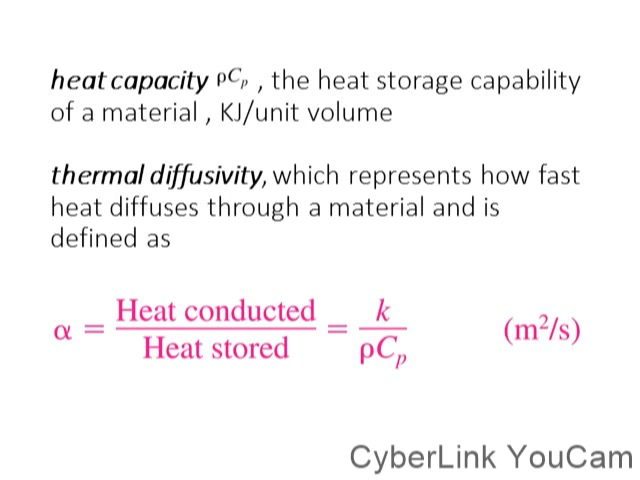 heat capacity ρCp , the heat storage capability
of a material , KJ/unit volume
thermal diffusivity, which represents how fast
heat diffuses through a material and is
defined as
α = Heat conducted / Heat stored = k / ρCp (m²/s)
CyberLink YouCam